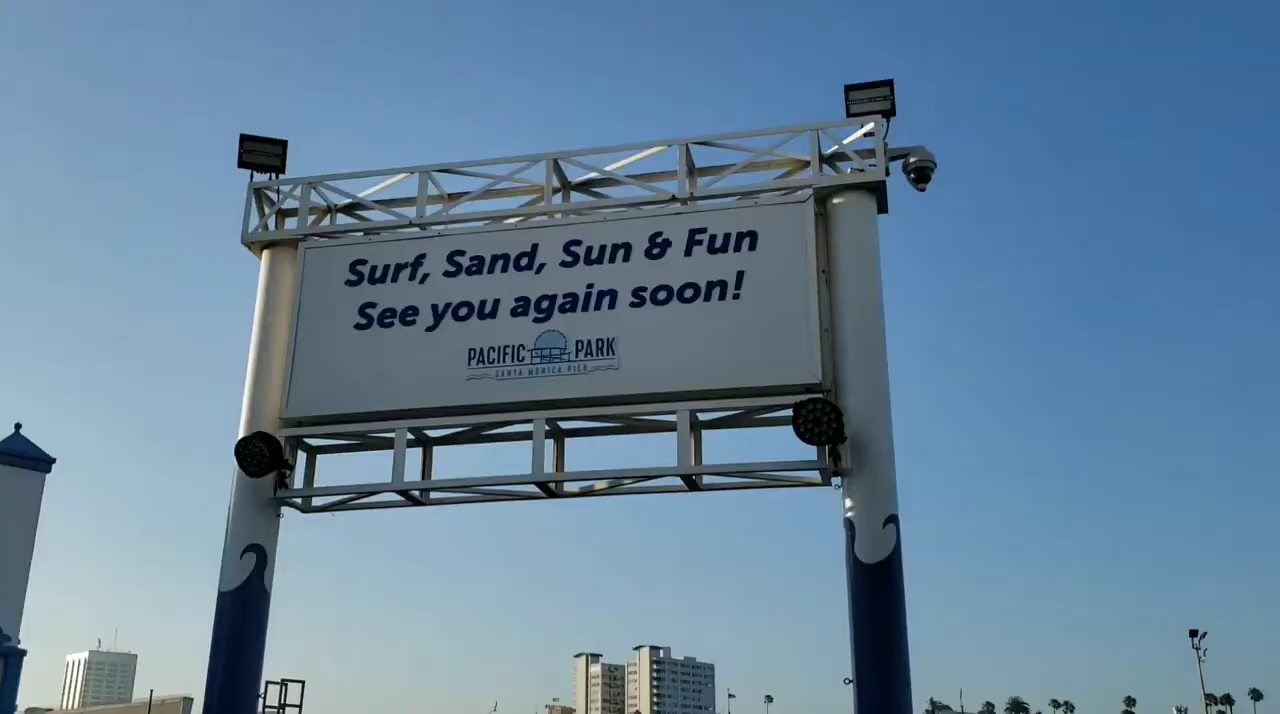 Surf, Sand, Sun & Fun
See you again soon!
PACIFIC PARK
SANTA MONICA PIER